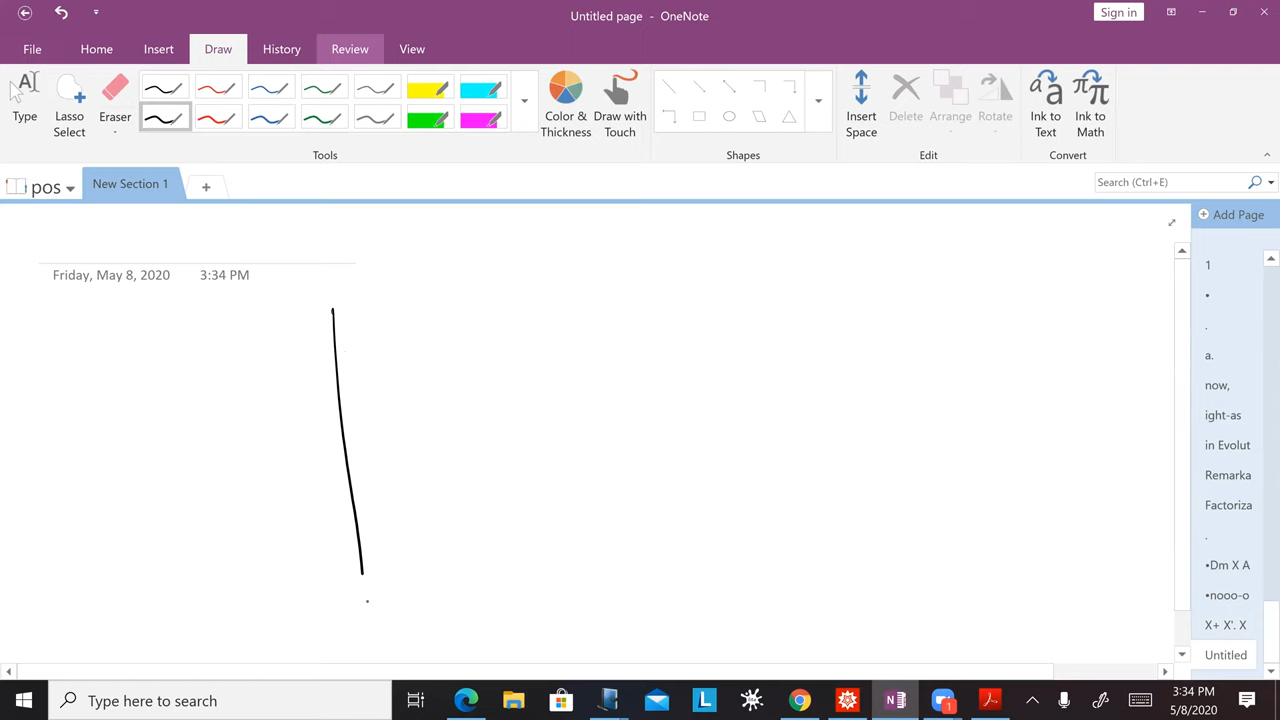 Untitled page - OneNote
Sign in
File Home Insert Draw History Review View
Type
Lasso Select
Eraser
Color & Thickness
Draw with Touch
Insert Space
Delete
Arrange
Rotate
Ink to Text
Ink to Math
Tools
Shapes
Edit
Convert
pos
New Section 1
Search (Ctrl+E)
Add Page
Friday, May 8, 2020 3:34 PM
1
•
.
a.
now,
ight-as
in Evolut
Remarka
Factoriza
.
•Dm X A
•nooo-o
X+ X'. X
Untitled
Type here to search
3:34 PM
5/8/2020